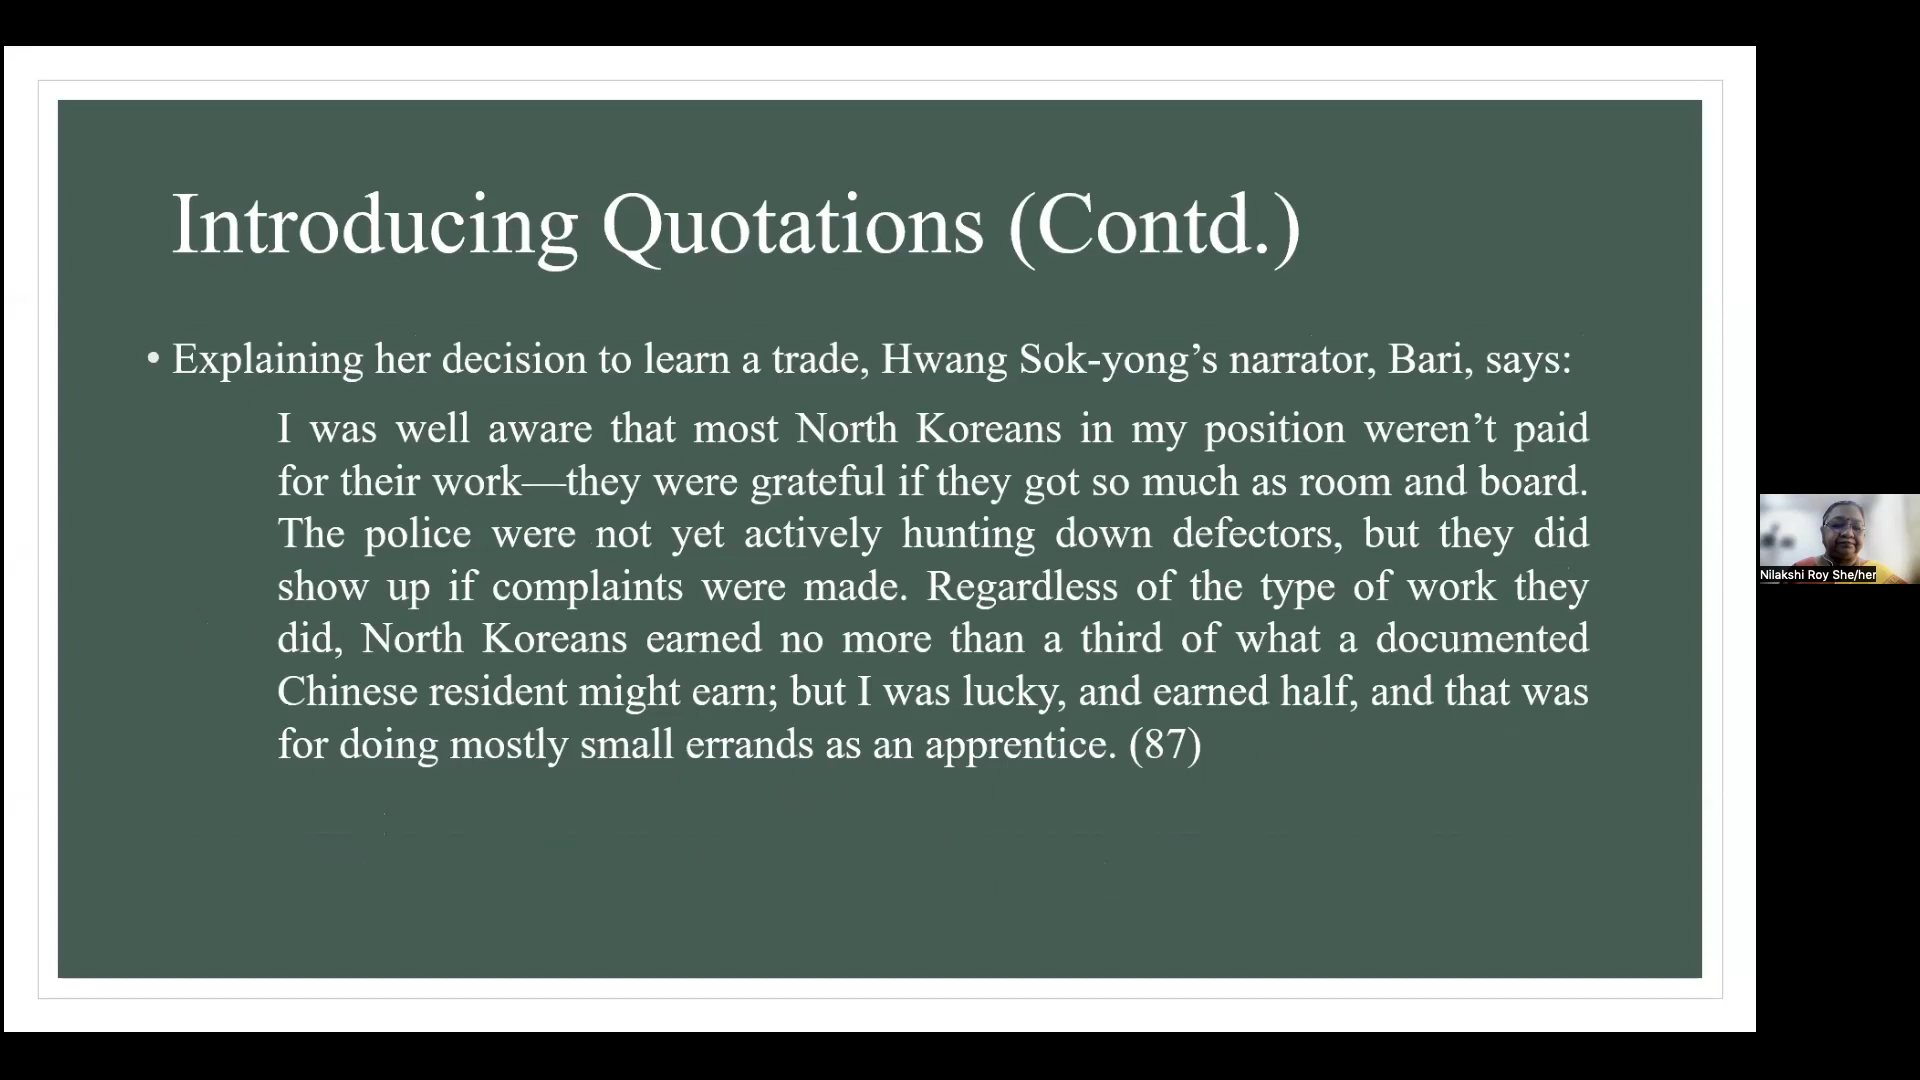 Introducing Quotations (Contd.)
• Explaining her decision to learn a trade, Hwang Sok-yong’s narrator, Bari, says:
I was well aware that most North Koreans in my position weren’t paid
for their work—they were grateful if they got so much as room and board.
The police were not yet actively hunting down defectors, but they did
show up if complaints were made. Regardless of the type of work they
did, North Koreans earned no more than a third of what a documented
Chinese resident might earn; but I was lucky, and earned half, and that was
for doing mostly small errands as an apprentice. (87)
Nilakshi Roy She/her